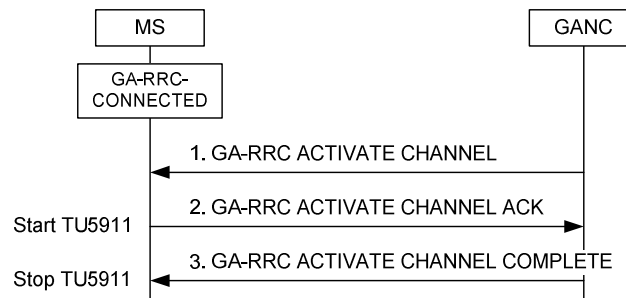 MS
GANC
GA-RRC-
CONNECTED
1. GA-RRC ACTIVATE CHANNEL
2. GA-RRC ACTIVATE CHANNEL ACK
Start TU5911
3. GA-RRC ACTIVATE CHANNEL COMPLETE
Stop TU5911